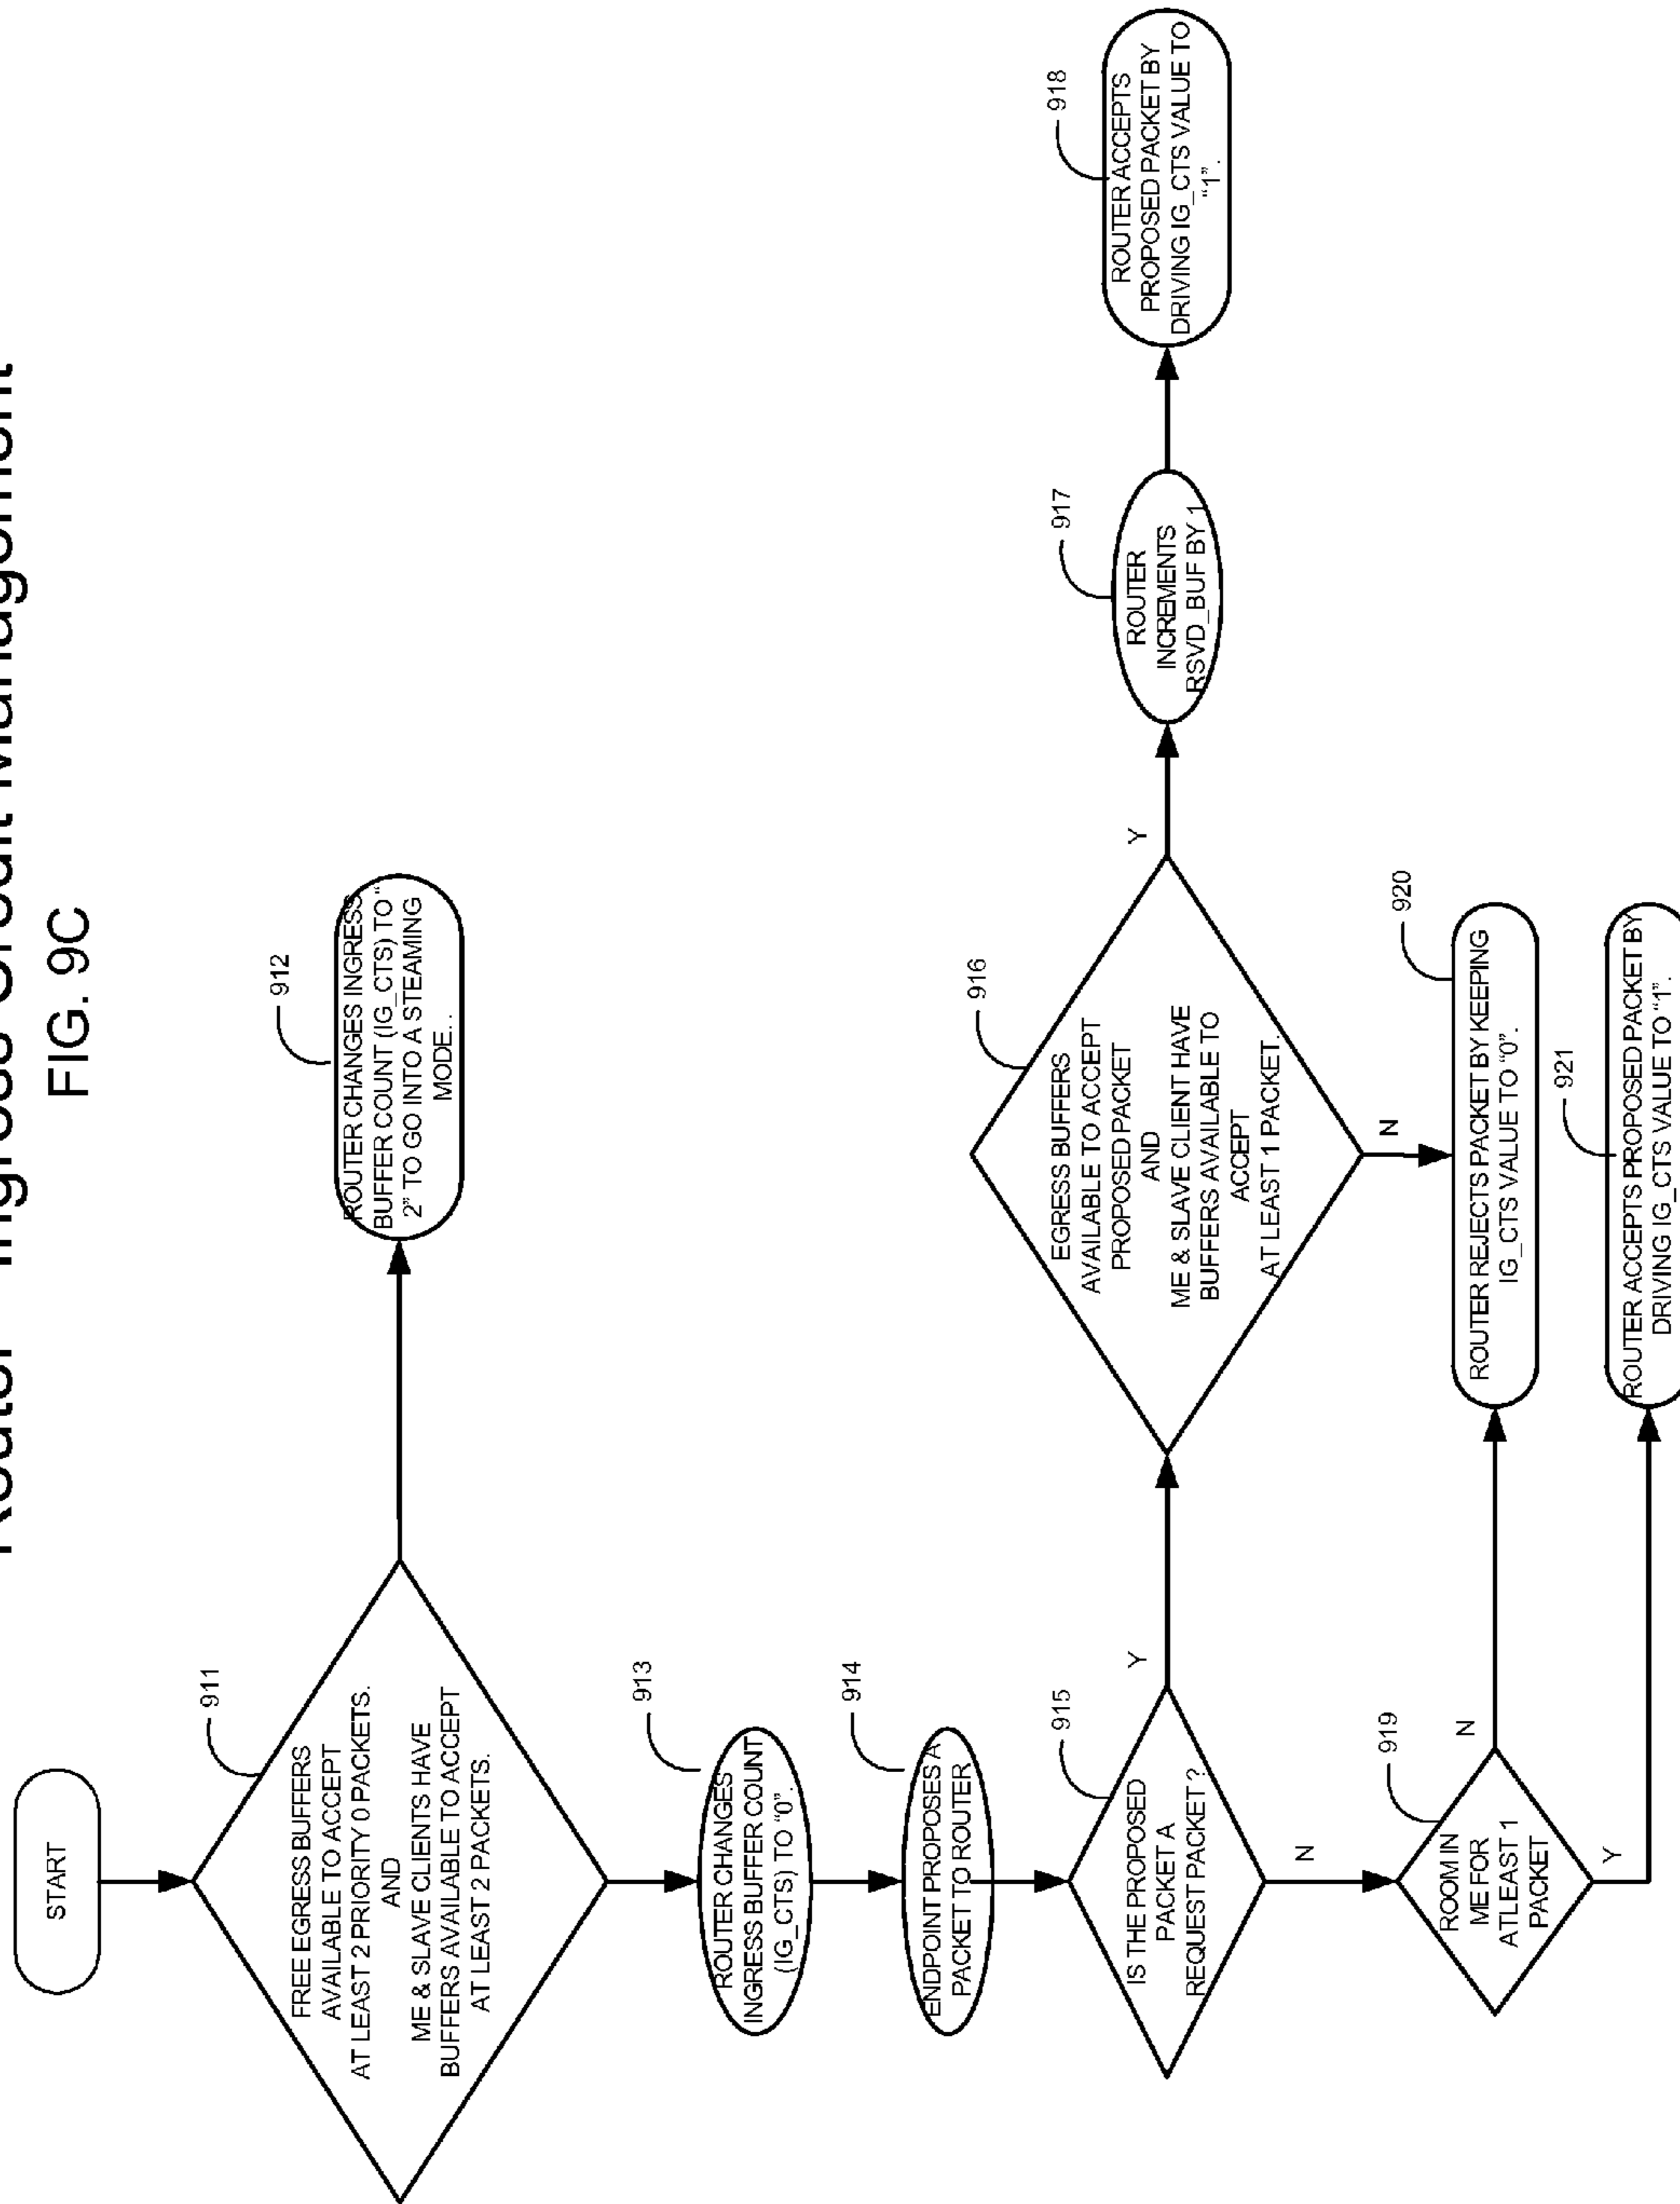 FIG. 9C
START
911
FREE EGRESS BUFFERS
AVAILABLE TO ACCEPT
AT LEAST 2 PRIORITY 0 PACKETS.
AND
ME & SLAVE CLIENTS HAVE
BUFFERS AVAILABLE TO ACCEPT
AT LEAST 2 PACKETS.
912
ROUTER CHANGES INGRESS
BUFFER COUNT (IG_CTS) TO “
2” TO GO INTO A STEAMING
MODE..
913
ROUTER CHANGES
INGRESS BUFFER COUNT
(IG_CTS) TO “0”.
914
ENDPOINT PROPOSES A
PACKET TO ROUTER
915
IS THE PROPOSED
PACKET A
REQUEST PACKET?
Y
N
916
EGRESS BUFFERS
AVAILABLE TO ACCEPT
PROPOSED PACKET
AND
ME & SLAVE CLIENT HAVE
BUFFERS AVAILABLE TO
ACCEPT
AT LEAST 1 PACKET.
Y
N
917
ROUTER
INCREMENTS
RSVD_BUF BY 1
918
ROUTER ACCEPTS
PROPOSED PACKET BY
DRIVING IG_CTS VALUE TO
“1”.
919
ROOM IN
ME FOR
ATLEAST 1
PACKET
N
Y
920
ROUTER REJECTS PACKET BY KEEPING
IG_CTS VALUE TO “0”.
921
ROUTER ACCEPTS PROPOSED PACKET BY
DRIVING IG_CTS VALUE TO “1”.